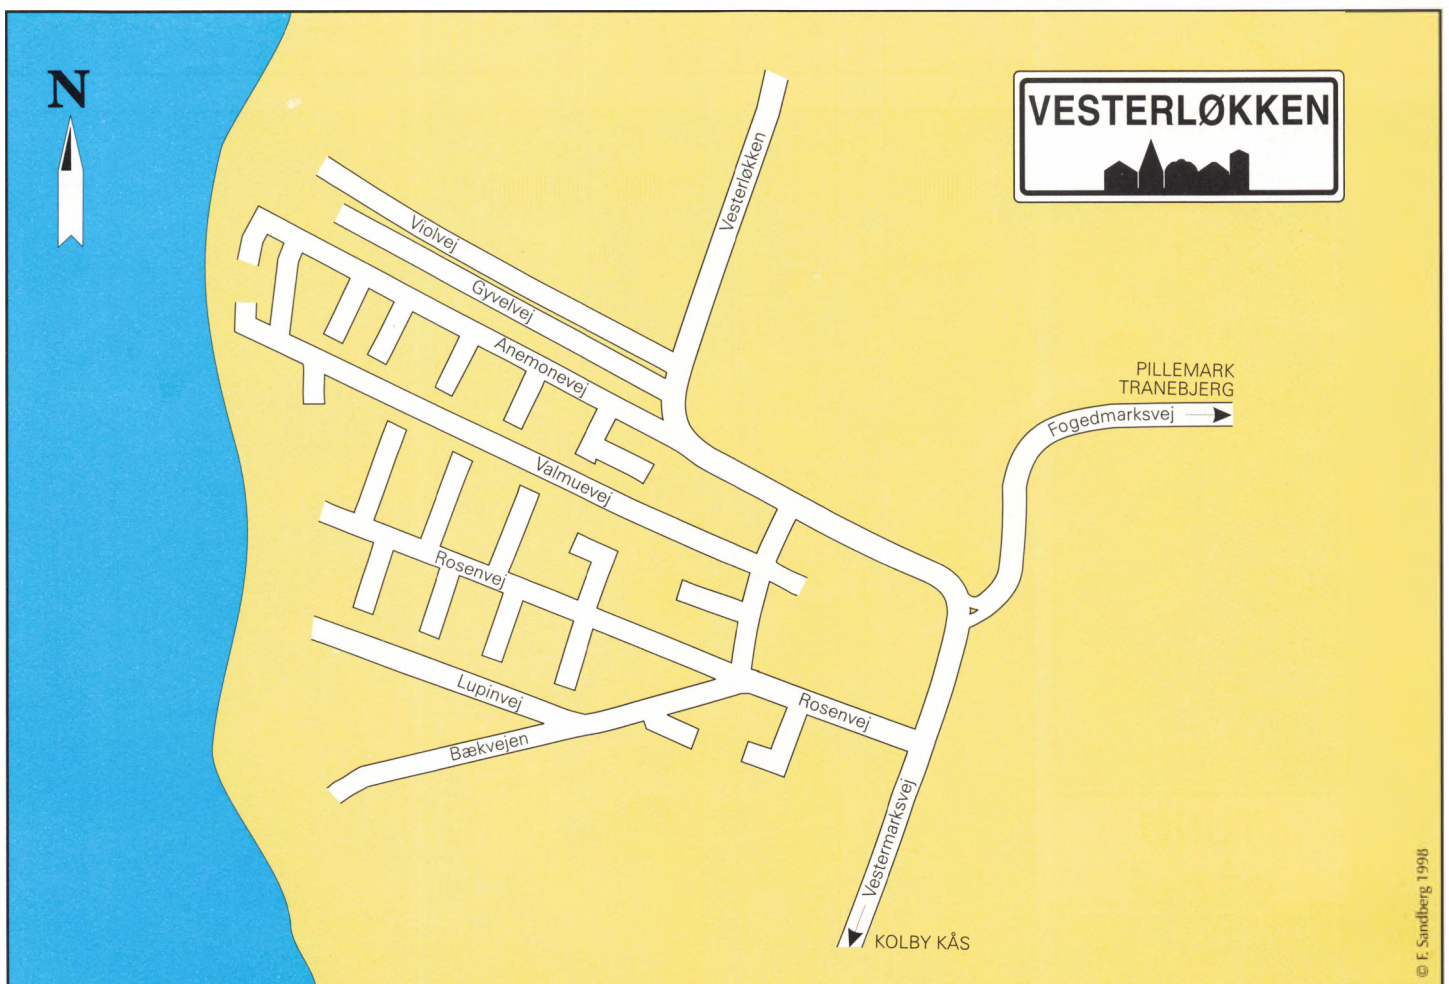 N
VESTERLØKKEN
Vesterløkken
Violvej
Gyvelvej
Anemonevej
PILLEMARK
TRANEBJERG
Fogedmarksvej
Valmuevej
Rosenvej
Lupinvej
Rosenvej
Bækvejen
Vestermarksvej
KOLBY KÅS
© F. Sandberg 1998